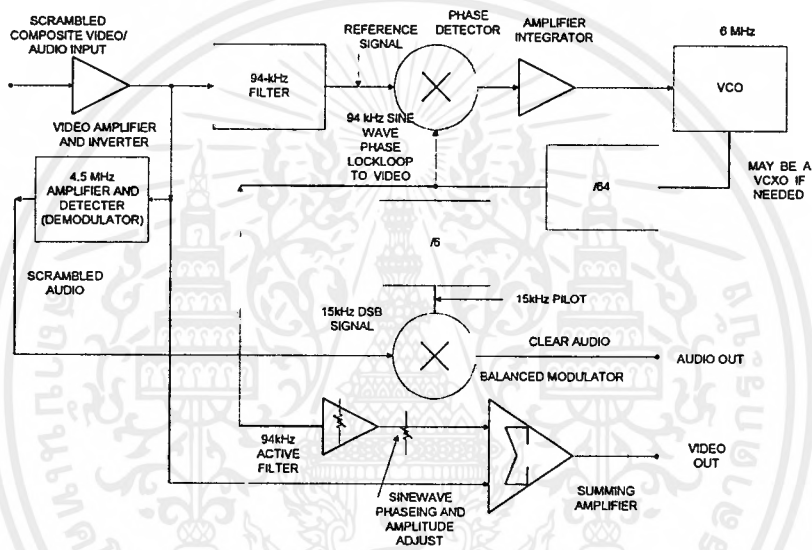 SCRAMBLED
COMPOSITE VIDEO/
AUDIO INPUT
VIDEO AMPLIFIER
AND INVERTER
94-kHz
FILTER
REFERENCE
SIGNAL
PHASE
DETECTOR
AMPLIFIER
INTEGRATOR
6 MHz
VCO
MAY BE A
VCXO IF
NEEDED
94 kHz SINE
WAVE
PHASE
LOCKLOOP
TO VIDEO
/64
/6
4.5 MHz
AMPLIFIER AND
DETECTER
(DEMODULATOR)
SCRAMBLED
AUDIO
15kHz DSB
SIGNAL
15kHz PILOT
CLEAR AUDIO
BALANCED MODULATOR
AUDIO OUT
94kHz
ACTIVE
FILTER
SINEWAVE
PHASEING AND
AMPLITUDE
ADJUST
SUMMING
AMPLIFIER
VIDEO
OUT